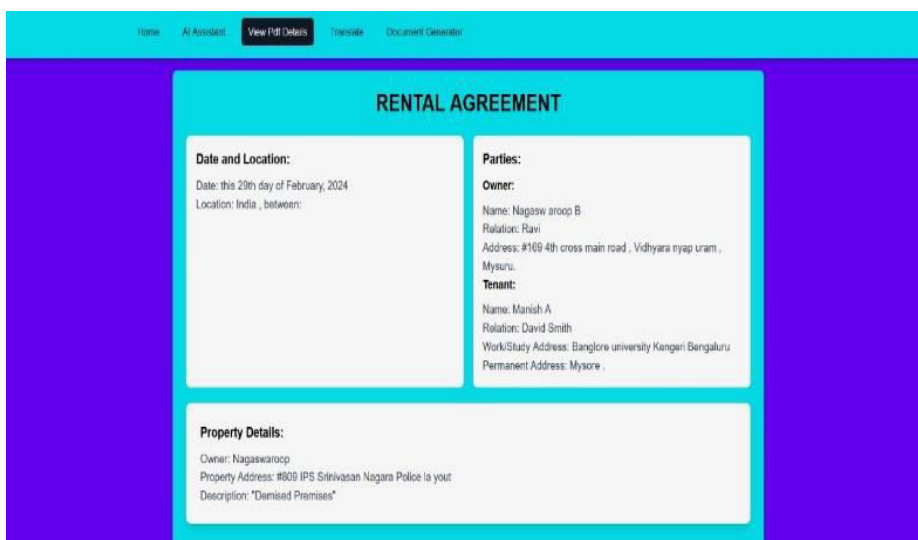 Home AI Assistant View Pdf Details Translate Document Generator
RENTAL AGREEMENT
Date and Location:
Date: this 29th day of February, 2024
Location: India , between:
Parties:
Owner:
Name: Nagasw aroop B
Relation: Ravi
Address: #169 4th cross main road , Vidhyara nyap uram ,
Mysuru.
Tenant:
Name: Manish A
Relation: David Smith
Work/Study Address: Banglore university Kengeri Bengaluru
Permanent Address: Mysore .
Property Details:
Owner: Nagaswaroop
Property Address: #809 IPS Srinivasan Nagara Police la yout
Description: "Demised Premises"